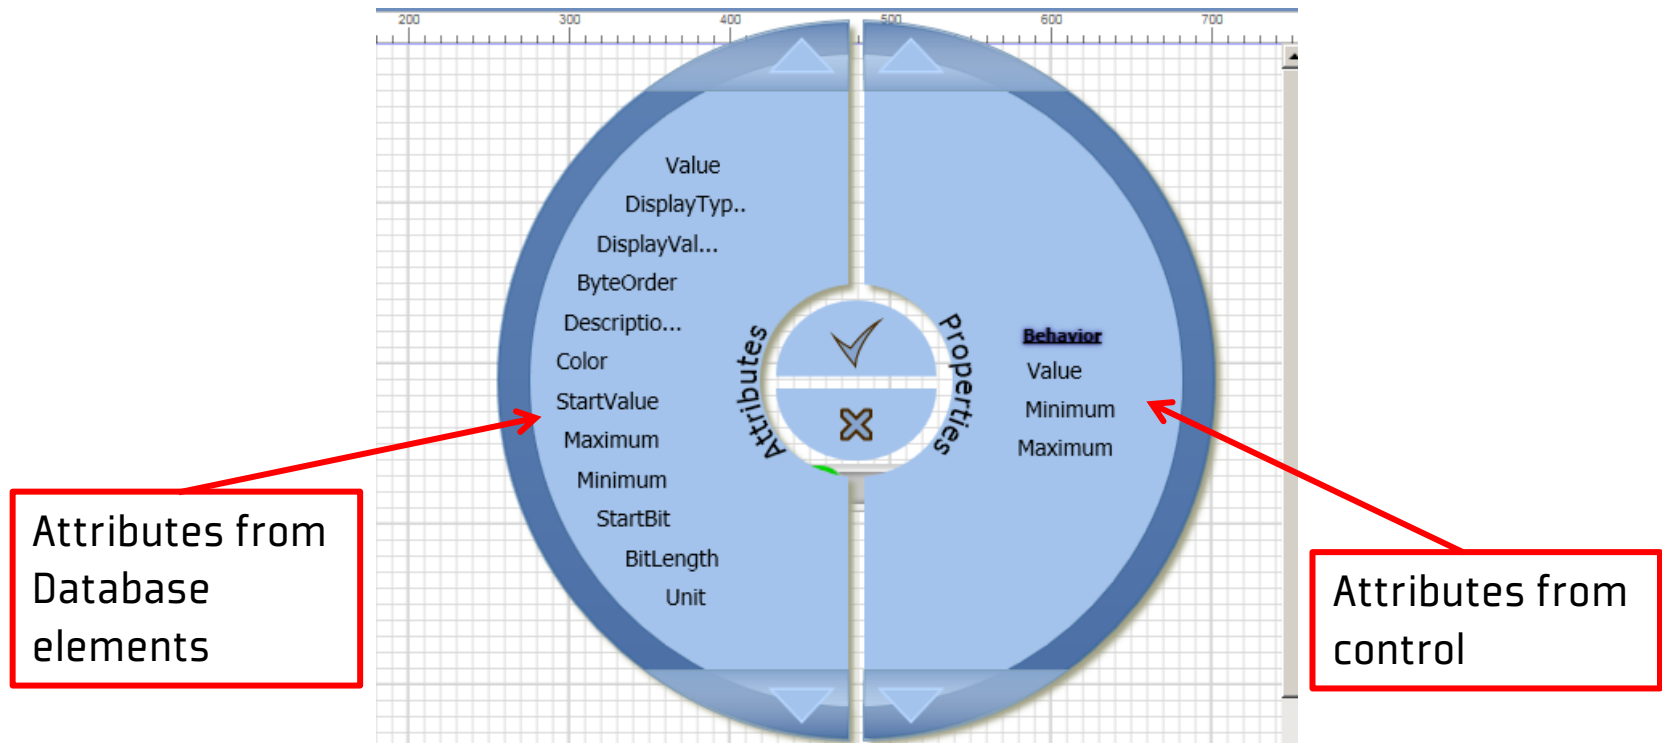 200 300 400 500 600 700
Value
DisplayTyp..
DisplayVal...
ByteOrder
Descriptio...
Color
StartValue
Maximum
Minimum
StartBit
BitLength
Unit
Attributes
Properties
Behavior
Value
Minimum
Maximum
Attributes from
Database
elements
Attributes from
control